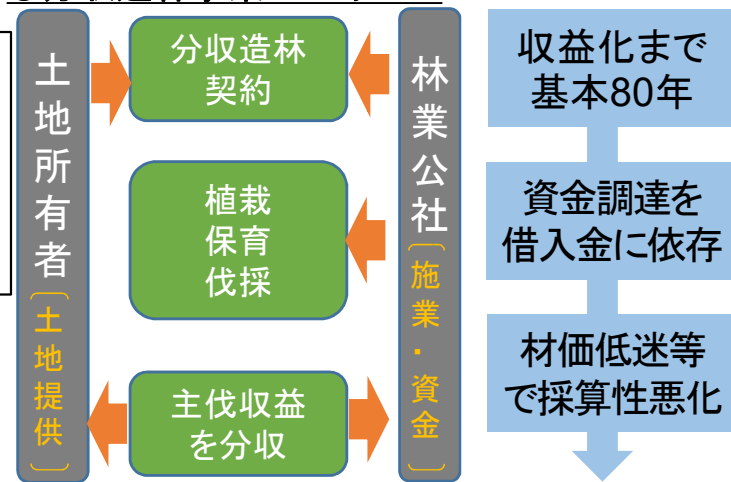 土地所有者〔土地提供〕
分収造林
契約
植栽
保育
伐採
主伐収益
を分収
林業公社〔施業・資金〕
収益化まで
基本80年
資金調達を
借入金に依存
材価低迷等
で採算性悪化